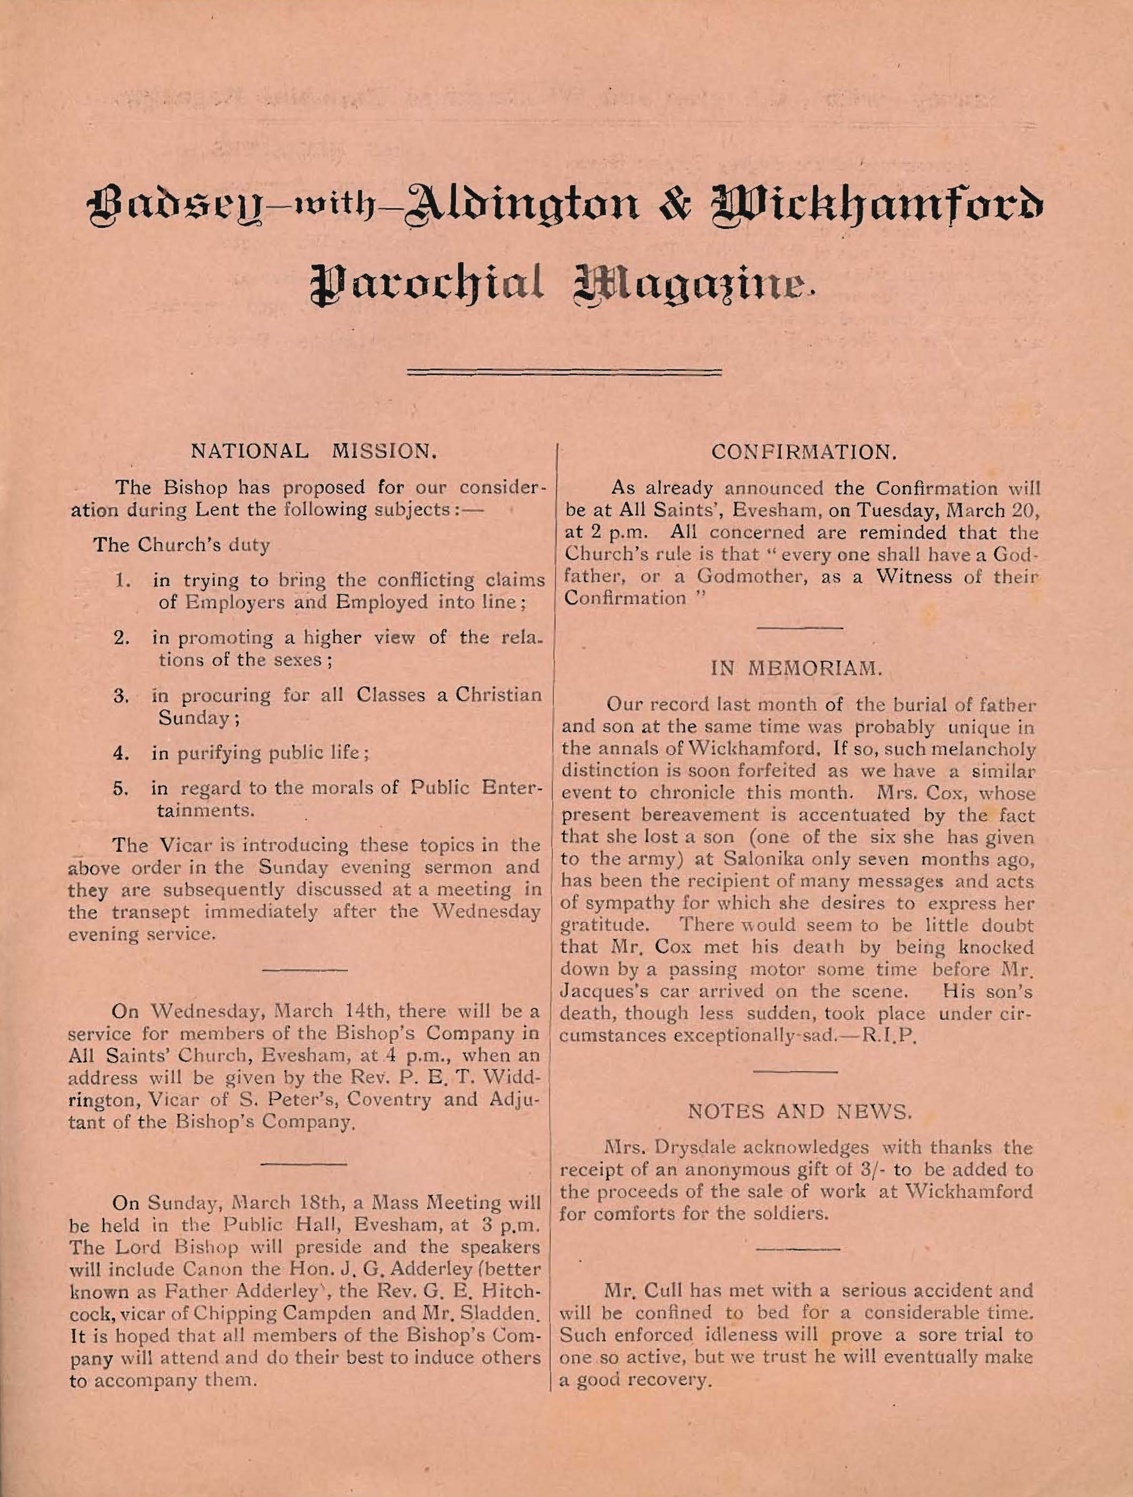 Badsey—with—Aldington & Wickhamford
Parochial Magazine.
NATIONAL MISSION.
The Bishop has proposed for our consider-
ation during Lent the following subjects:—
The Church's duty
1. in trying to bring the conflicting claims
of Employers and Employed into line;
2. in promoting a higher view of the rela-
tions of the sexes;
3. in procuring for all Classes a Christian
Sunday;
4. in purifying public life;
5. in regard to the morals of Public Enter-
tainments.
The Vicar is introducing these topics in the
above order in the Sunday evening sermon and
they are subsequently discussed at a meeting in
the transept immediately after the Wednesday
evening service.
On Wednesday, March 14th, there will be a
service for members of the Bishop's Company in
All Saints' Church, Evesham, at 4 p.m., when an
address will be given by the Rev. P. E. T. Widd-
rington, Vicar of S. Peter's, Coventry and Adju-
tant of the Bishop's Company.
On Sunday, March 18th, a Mass Meeting will
be held in the Public Hall, Evesham, at 3 p.m.
The Lord Bishop will preside and the speakers
will include Canon the Hon. J. G. Adderley (better
known as Father Adderley), the Rev. G. E. Hitch-
cock, vicar of Chipping Campden and Mr. Sladden.
It is hoped that all members of the Bishop's Com-
pany will attend and do their best to induce others
to accompany them.
CONFIRMATION.
As already announced the Confirmation will
be at All Saints', Evesham, on Tuesday, March 20,
at 2 p.m. All concerned are reminded that the
Church's rule is that "every one shall have a God-
father, or a Godmother, as a Witness of their
Confirmation"
IN MEMORIAM.
Our record last month of the burial of father
and son at the same time was probably unique in
the annals of Wickhamford. If so, such melancholy
distinction is soon forfeited as we have a similar
event to chronicle this month. Mrs. Cox, whose
present bereavement is accentuated by the fact
that she lost a son (one of the six she has given
to the army) at Salonika only seven months ago,
has been the recipient of many messages and acts
of sympathy for which she desires to express her
gratitude. There would seem to be little doubt
that Mr. Cox met his death by being knocked
down by a passing motor some time before Mr.
Jacques's car arrived on the scene. His son's
death, though less sudden, took place under cir-
cumstances exceptionally sad.—R.I.P.
NOTES AND NEWS.
Mrs. Drysdale acknowledges with thanks the
receipt of an anonymous gift of 3/- to be added to
the proceeds of the sale of work at Wickhamford
for comforts for the soldiers.
Mr. Cull has met with a serious accident and
will be confined to bed for a considerable time.
Such enforced idleness will prove a sore trial to
one so active, but we trust he will eventually make
a good recovery.